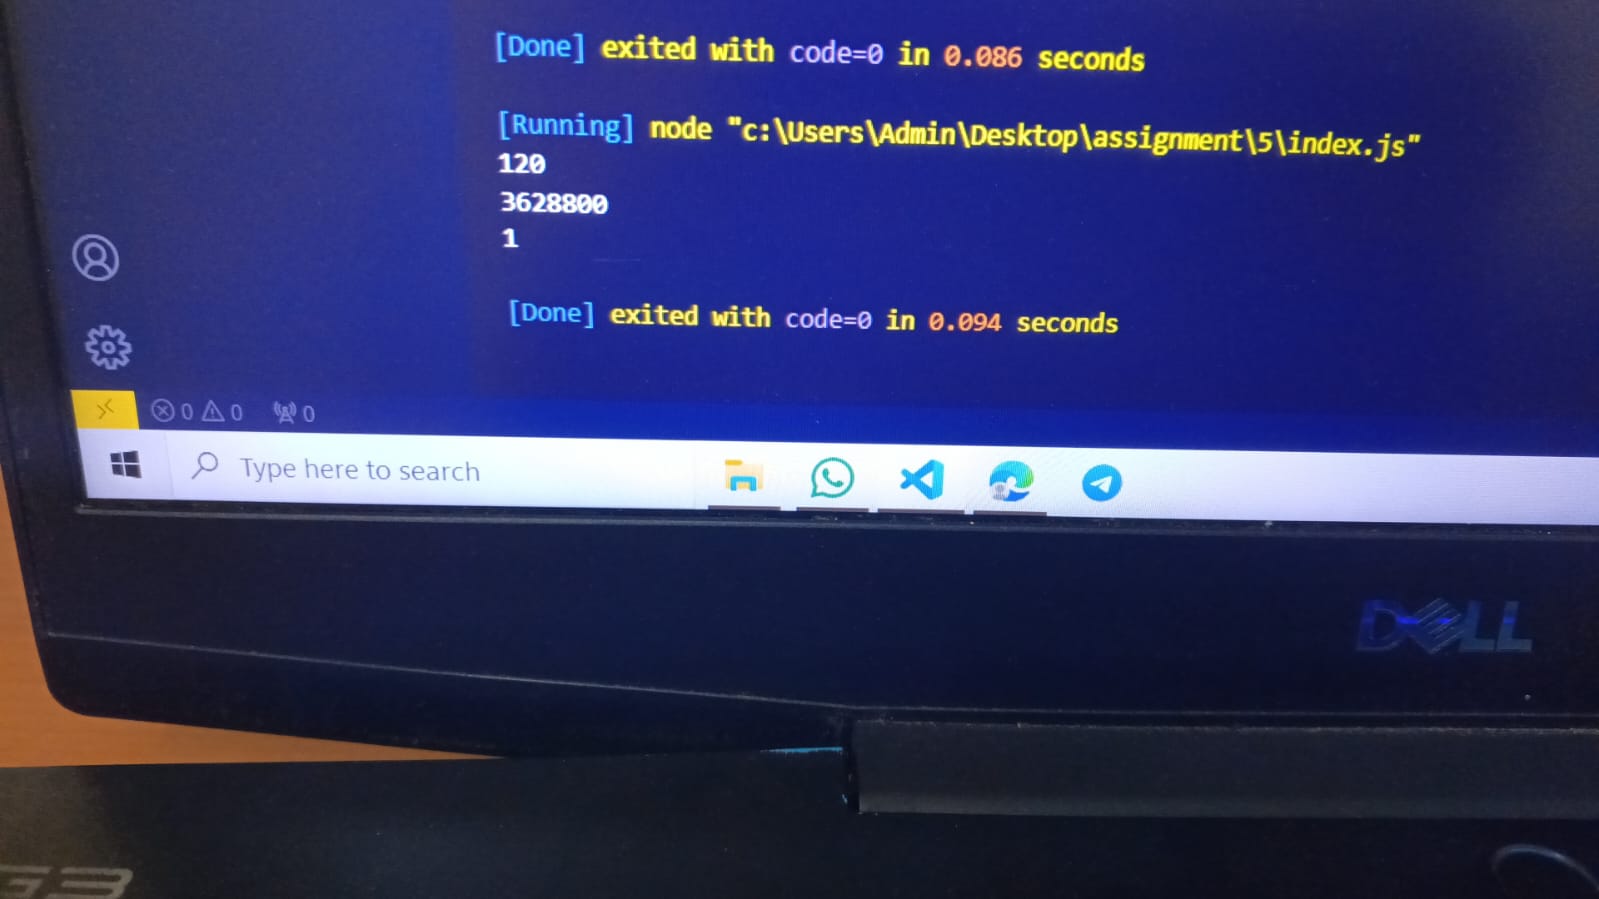 [Done] exited with code=0 in 0.086 seconds
[Running] node "c:\Users\Admin\Desktop\assignment\5\index.js"
120
3628800
1
[Done] exited with code=0 in 0.094 seconds
0 0 0
Type here to search
DELL
G3